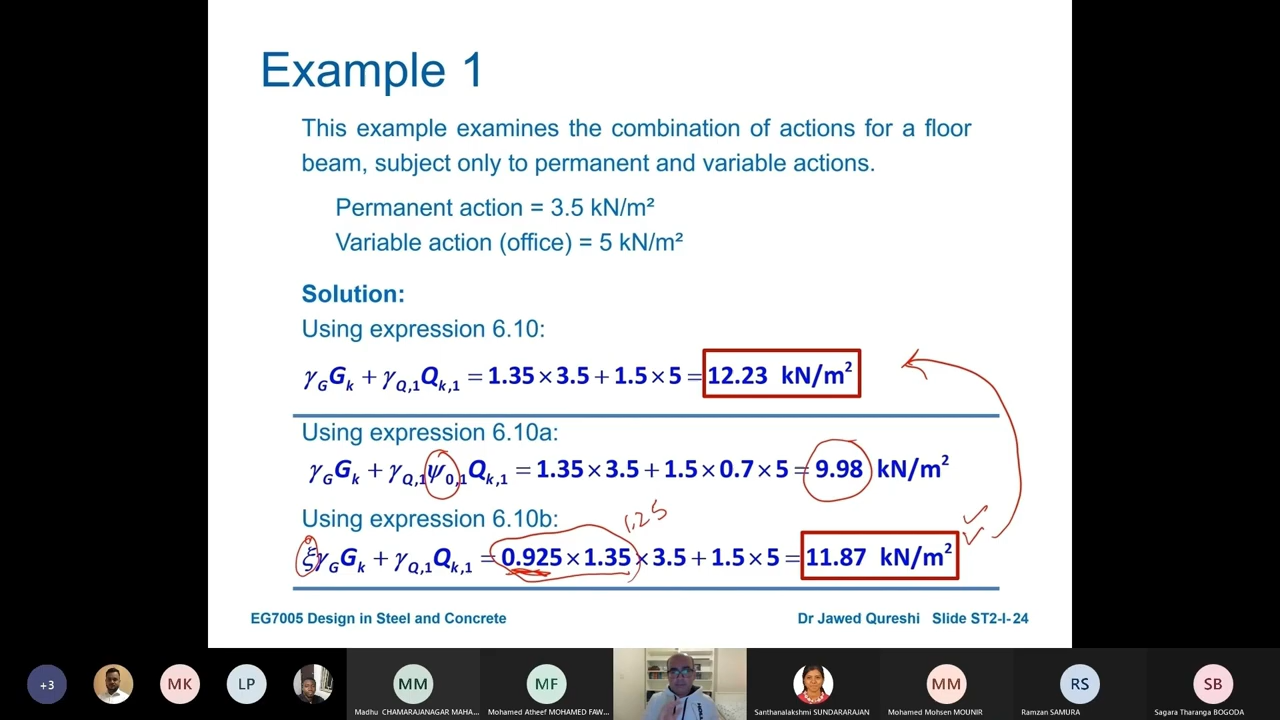 Example 1
This example examines the combination of actions for a floor
beam, subject only to permanent and variable actions.
Permanent action = 3.5 kN/m²
Variable action (office) = 5 kN/m²
Solution:
Using expression 6.10:
γ_G G_k + γ_Q,1 Q_k,1 = 1.35 × 3.5 + 1.5 × 5 = 12.23 kN/m²
Using expression 6.10a:
γ_G G_k + γ_Q,1 ψ_0,1 Q_k,1 = 1.35 × 3.5 + 1.5 × 0.7 × 5 = 9.98 kN/m²
Using expression 6.10b:
1.25
ξ γ_G G_k + γ_Q,1 Q_k,1 = 0.925 × 1.35 × 3.5 + 1.5 × 5 = 11.87 kN/m²
EG7005 Design in Steel and Concrete
Dr Jawed Qureshi Slide ST2-I-24
+3
MK
LP
MM
MF
MM
RS
SB
Madhu CHAMARAJANAGAR MAHA...
Mohamed Atheef MOHAMED FAW...
Santhanalakshmi SUNDARARAJAN
Mohamed Mohsen MOUNIR
Ramzan SAMURA
Sagara Tharanga BOGODA